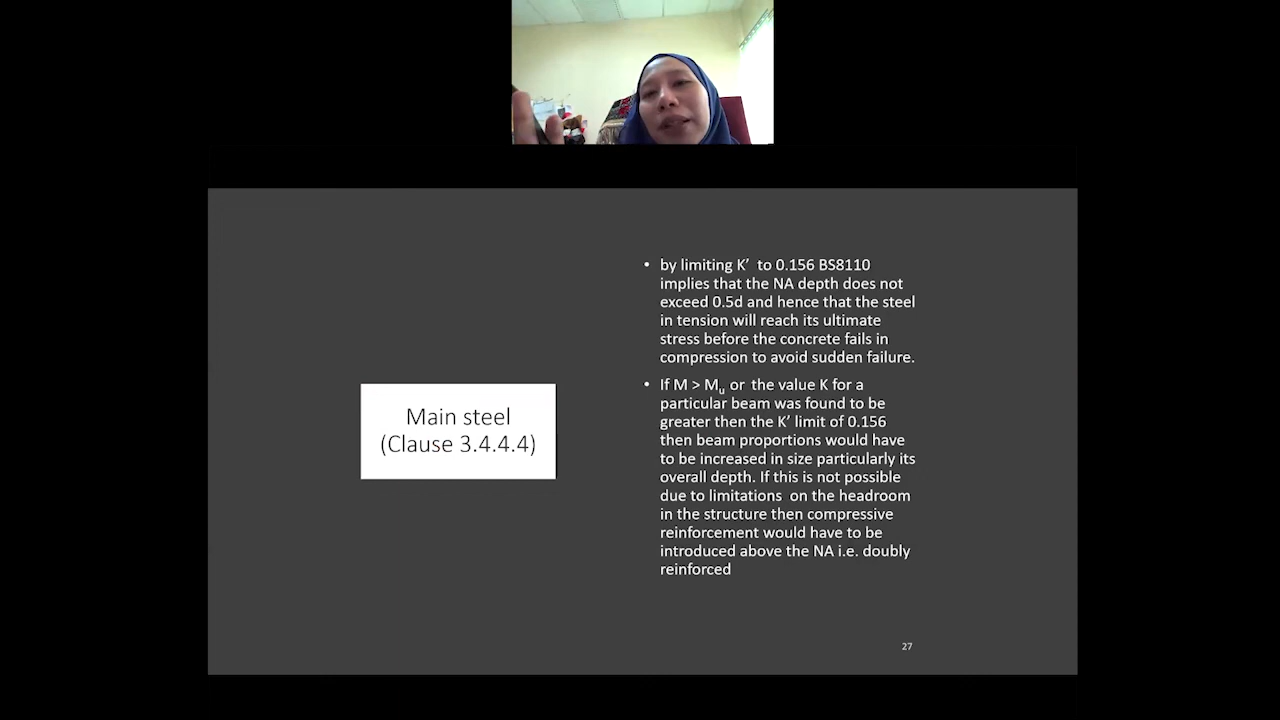 Main steel
(Clause 3.4.4.4)
• by limiting K’ to 0.156 BS8110
implies that the NA depth does not
exceed 0.5d and hence that the steel
in tension will reach its ultimate
stress before the concrete fails in
compression to avoid sudden failure.
• If M > Mu or the value K for a
particular beam was found to be
greater then the K’ limit of 0.156
then beam proportions would have
to be increased in size particularly its
overall depth. If this is not possible
due to limitations on the headroom
in the structure then compressive
reinforcement would have to be
introduced above the NA i.e. doubly
reinforced
27